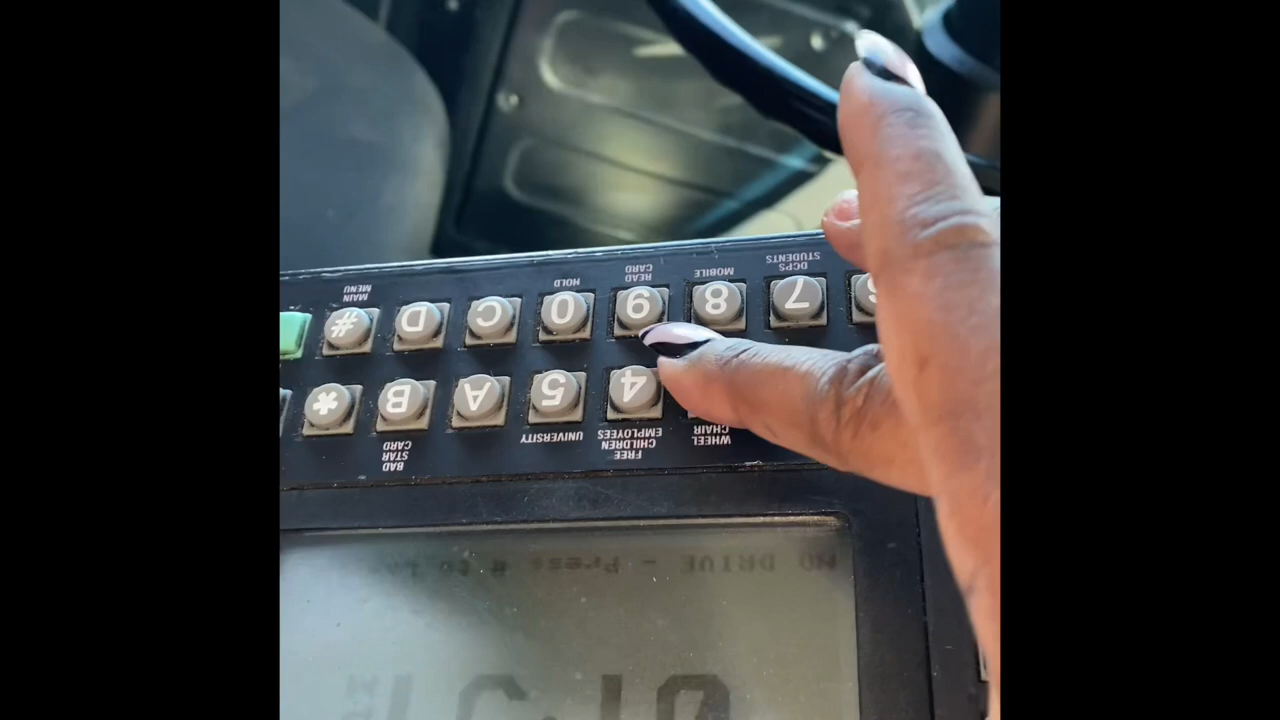 NO DRIVE - Press # to
WHEEL
CHAIR
FREE
CHILDREN
EMPLOYEES
UNIVERSITY
BAD
STAR
CARD
4 5 A B *
7 8 9 0 C D #
DCPS
STUDENTS
MOBILE
READ
CARD
HOLD
MAIN
MENU